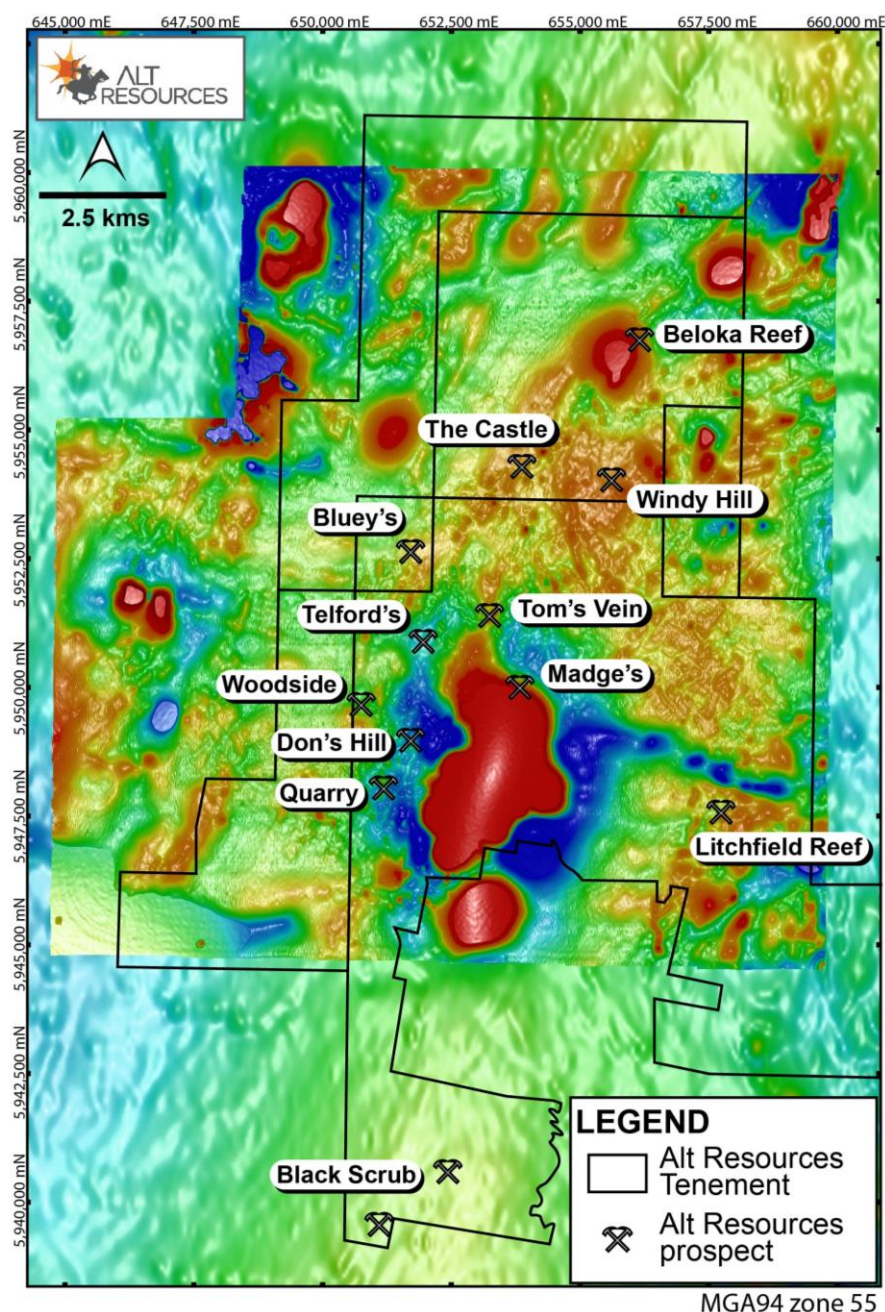 645,000 mE 647,500 mE 650,000 mE 652,500 mE 655,000 mE 657,500 mE 660,000 mE
ALT
RESOURCES
5,960,000 mN
2.5 kms
5,957,500 mN
Beloka Reef
5,955,000 mN
The Castle
Windy Hill
Bluey's
5,952,500 mN
Telford's
Tom's Vein
Woodside
Madge's
5,950,000 mN
Don's Hill
Quarry
5,947,500 mN
Litchfield Reef
5,945,000 mN
5,942,500 mN
LEGEND
Alt Resources
Tenement
Black Scrub
5,940,000 mN
Alt Resources
prospect
MGA94 zone 55